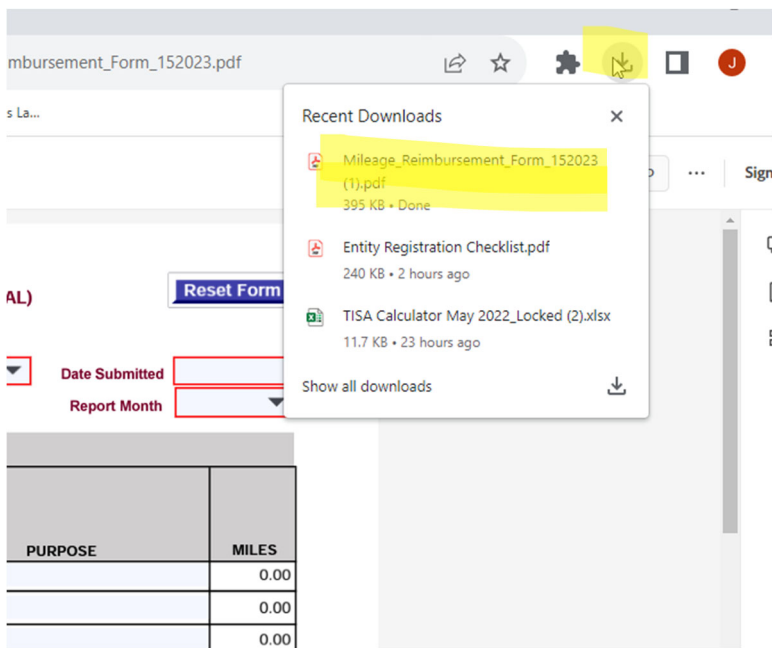 mbursement_Form_152023.pdf
J
s La...
Recent Downloads
Mileage_Reimbursement_Form_152023
(1).pdf
395 KB • Done
Entity Registration Checklist.pdf
240 KB • 2 hours ago
TISA Calculator May 2022_Locked (2).xlsx
11.7 KB • 23 hours ago
Show all downloads
Sign
AL)
Reset Form
Date Submitted
Report Month
PURPOSE MILES
0.00
0.00
0.00